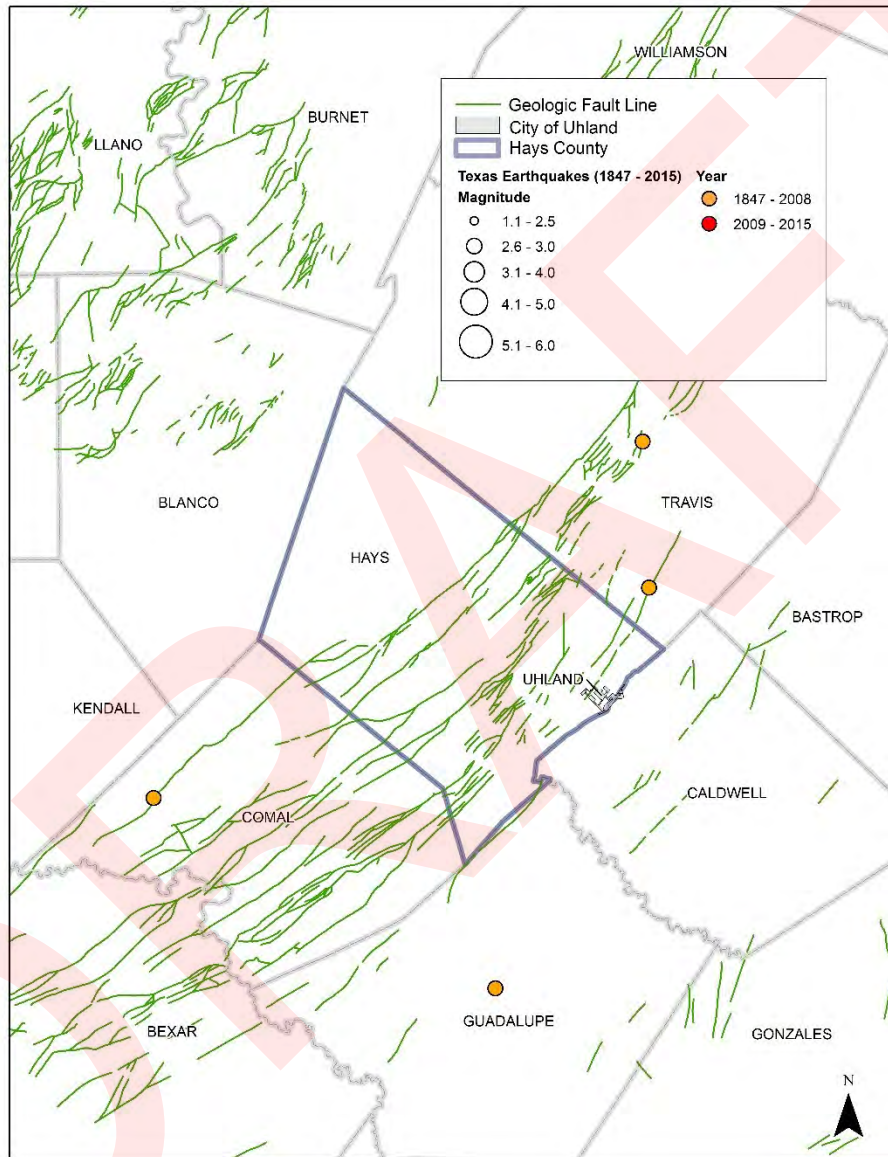 WILLIAMSON
BURNET
LLANO
Geologic Fault Line
City of Uhland
Hays County
Texas Earthquakes (1847 - 2015) Year
Magnitude
1.1 - 2.5
2.6 - 3.0
3.1 - 4.0
4.1 - 5.0
5.1 - 6.0
1847 - 2008
2009 - 2015
BLANCO
TRAVIS
HAYS
BASTROP
UHLAND
KENDALL
CALDWELL
COMAL
GUADALUPE
BEXAR
GONZALES
N
DRAFT